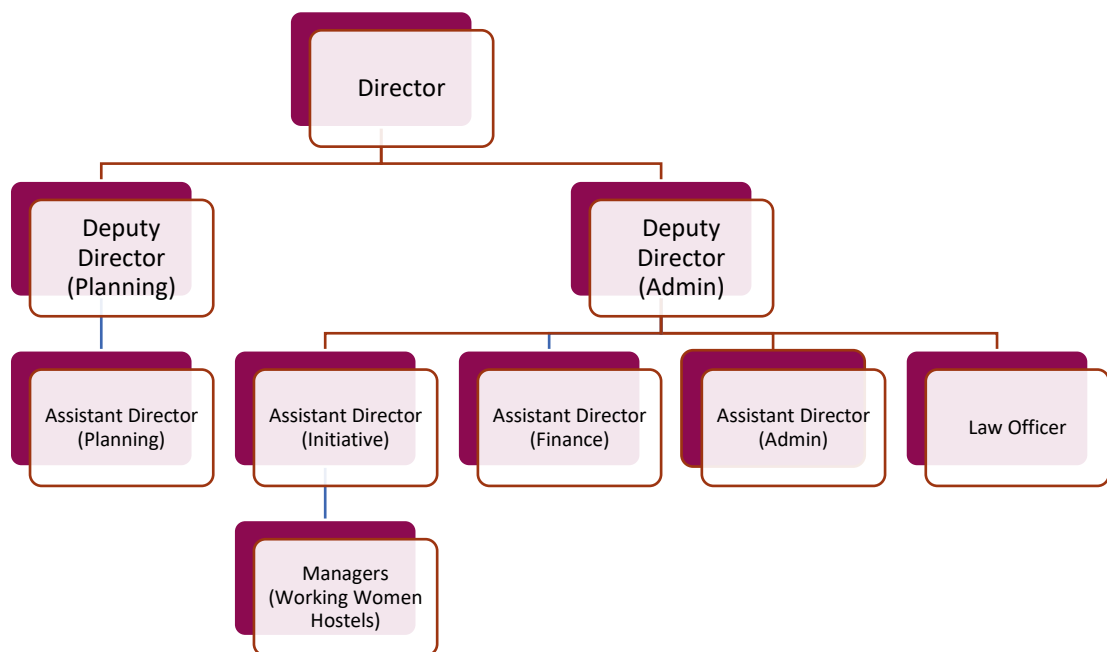 Director
Deputy
Director
(Planning)
Deputy
Director
(Admin)
Assistant Director
(Planning)
Assistant Director
(Initiative)
Assistant Director
(Finance)
Assistant Director
(Admin)
Law Officer
Managers
(Working Women
Hostels)